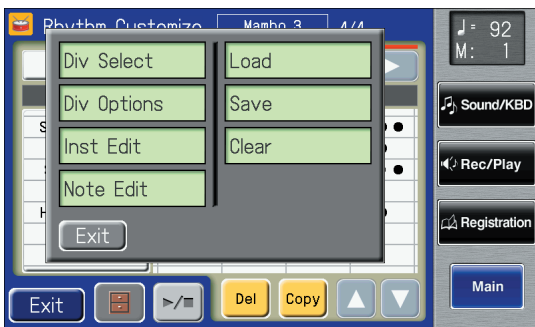 Rhythm Customize Mambo 3 4/4
♩= 92
M: 1
Div Select
Load
Div Options
Save
Inst Edit
Clear
Note Edit
Exit
Sound/KBD
Rec/Play
Registration
Main
Exit
Del
Copy